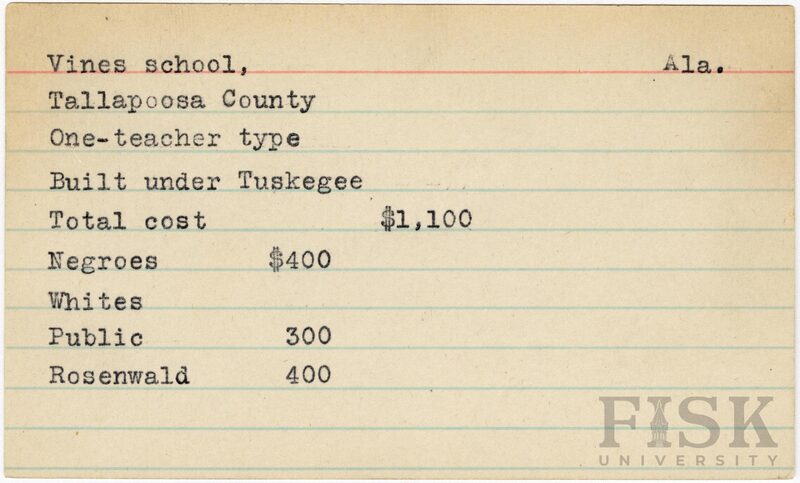 Vines school, Ala.
Tallapoosa County
One-teacher type
Built under Tuskegee
Total cost $1,100
Negroes $400
Whites
Public 300
Rosenwald 400
FISK
UNIVERSITY